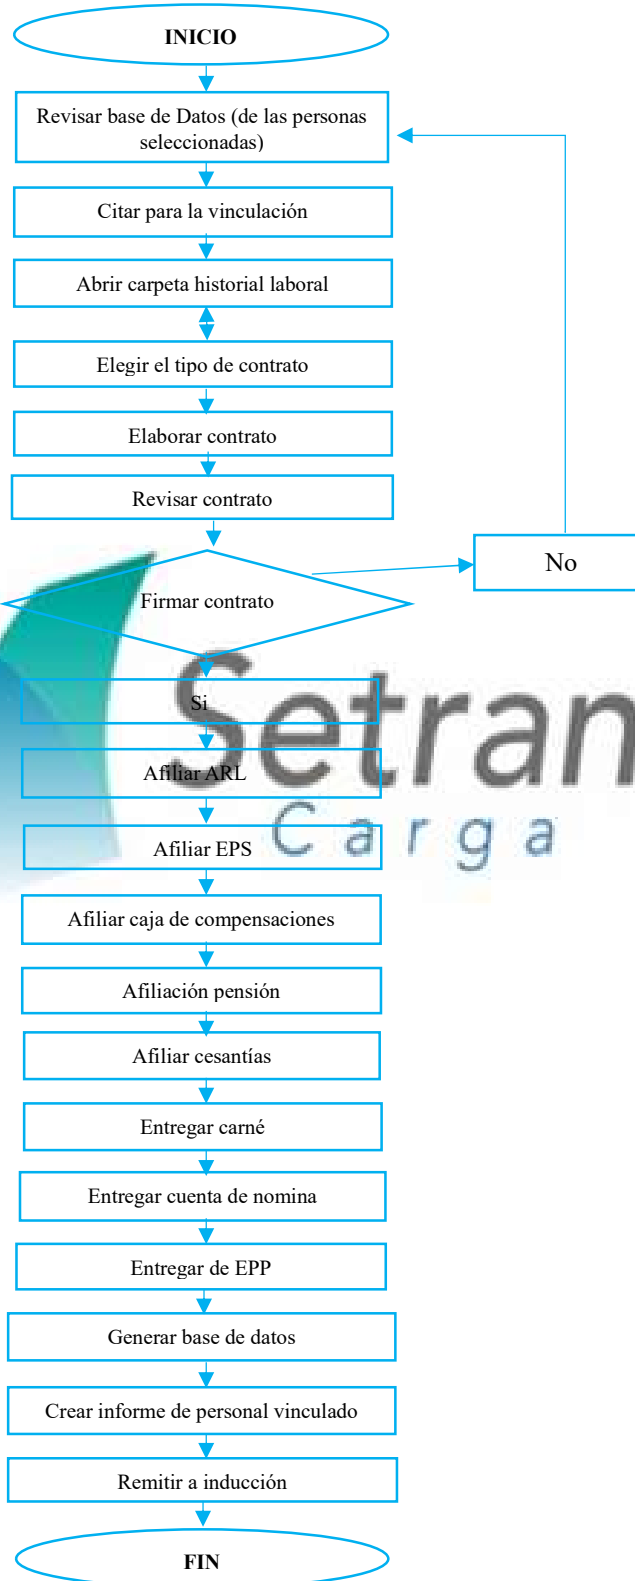 INICIO
Revisar base de Datos (de las personas
seleccionadas)
Citar para la vinculación
Abrir carpeta historial laboral
Elegir el tipo de contrato
Elaborar contrato
Revisar contrato
No
Firmar contrato
Si
Setran
Afiliar ARL
Afiliar EPS
Carga
Afiliar caja de compensaciones
Afiliación pensión
Afiliar cesantías
Entregar carné
Entregar cuenta de nomina
Entregar de EPP
Generar base de datos
Crear informe de personal vinculado
Remitir a inducción
FIN